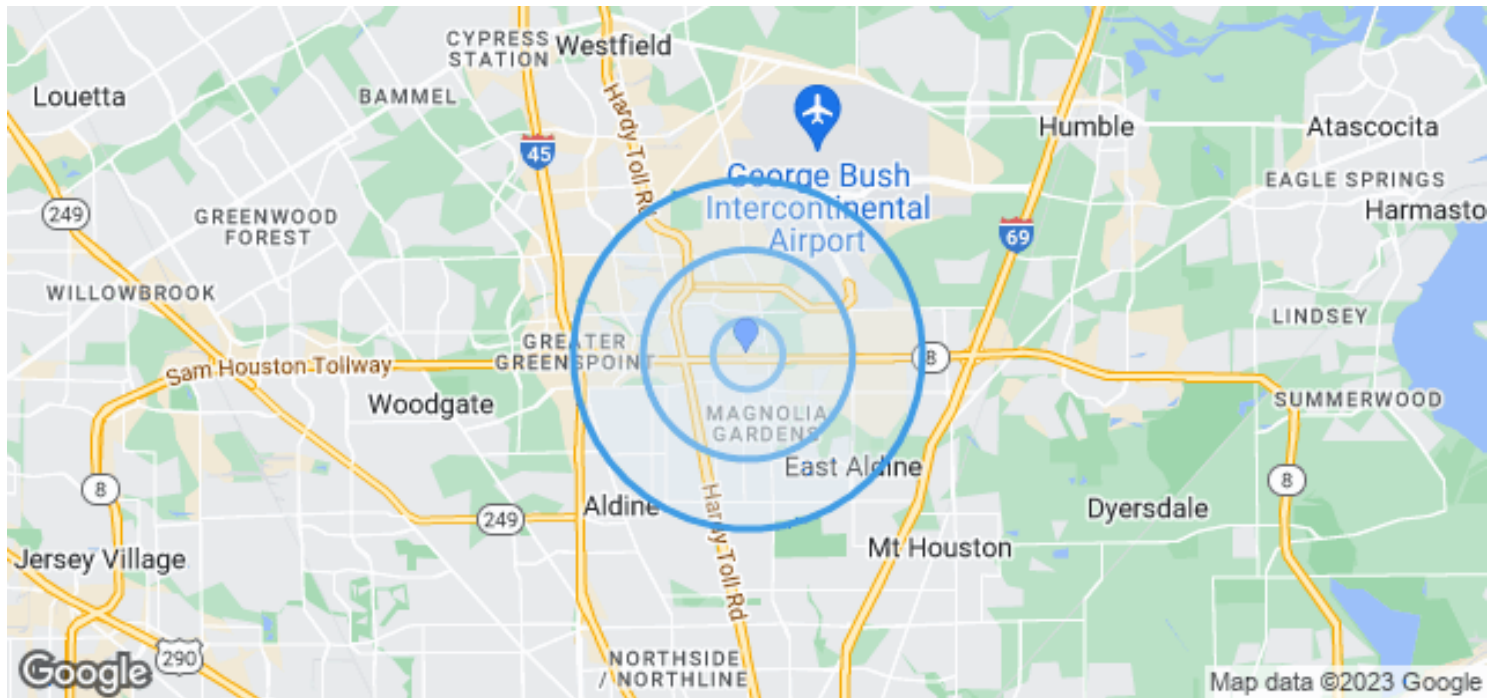 CYPRESS
STATION
Westfield
Louetta
BAMMEL
Hardy Toll Rd
Humble
Atascocita
45
George Bush
Intercontinental
Airport
EAGLE SPRINGS
Harmasto
249
GREENWOOD
FOREST
69
WILLOWBROOK
LINDSEY
GREATER
GREENSPOINT
8
Sam Houston Tollway
Woodgate
MAGNOLIA
GARDENS
SUMMERWOOD
East Aldine
8
8
249
Aldine
Hardy Toll Rd
Dyersdale
Mt Houston
Jersey Village
290
NORTHSIDE
/ NORTHLINE
Google
Map data ©2023 Google